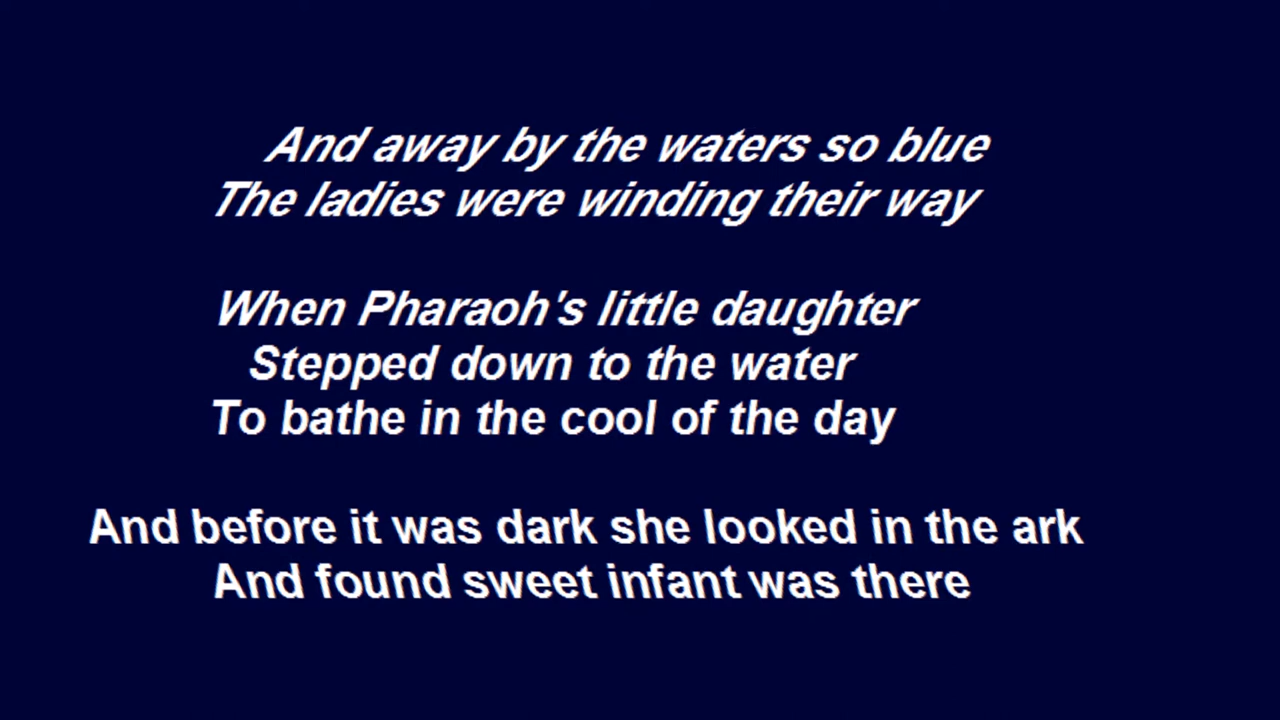 And away by the waters so blue
The ladies were winding their way
When Pharaoh's little daughter
Stepped down to the water
To bathe in the cool of the day
And before it was dark she looked in the ark
And found sweet infant was there